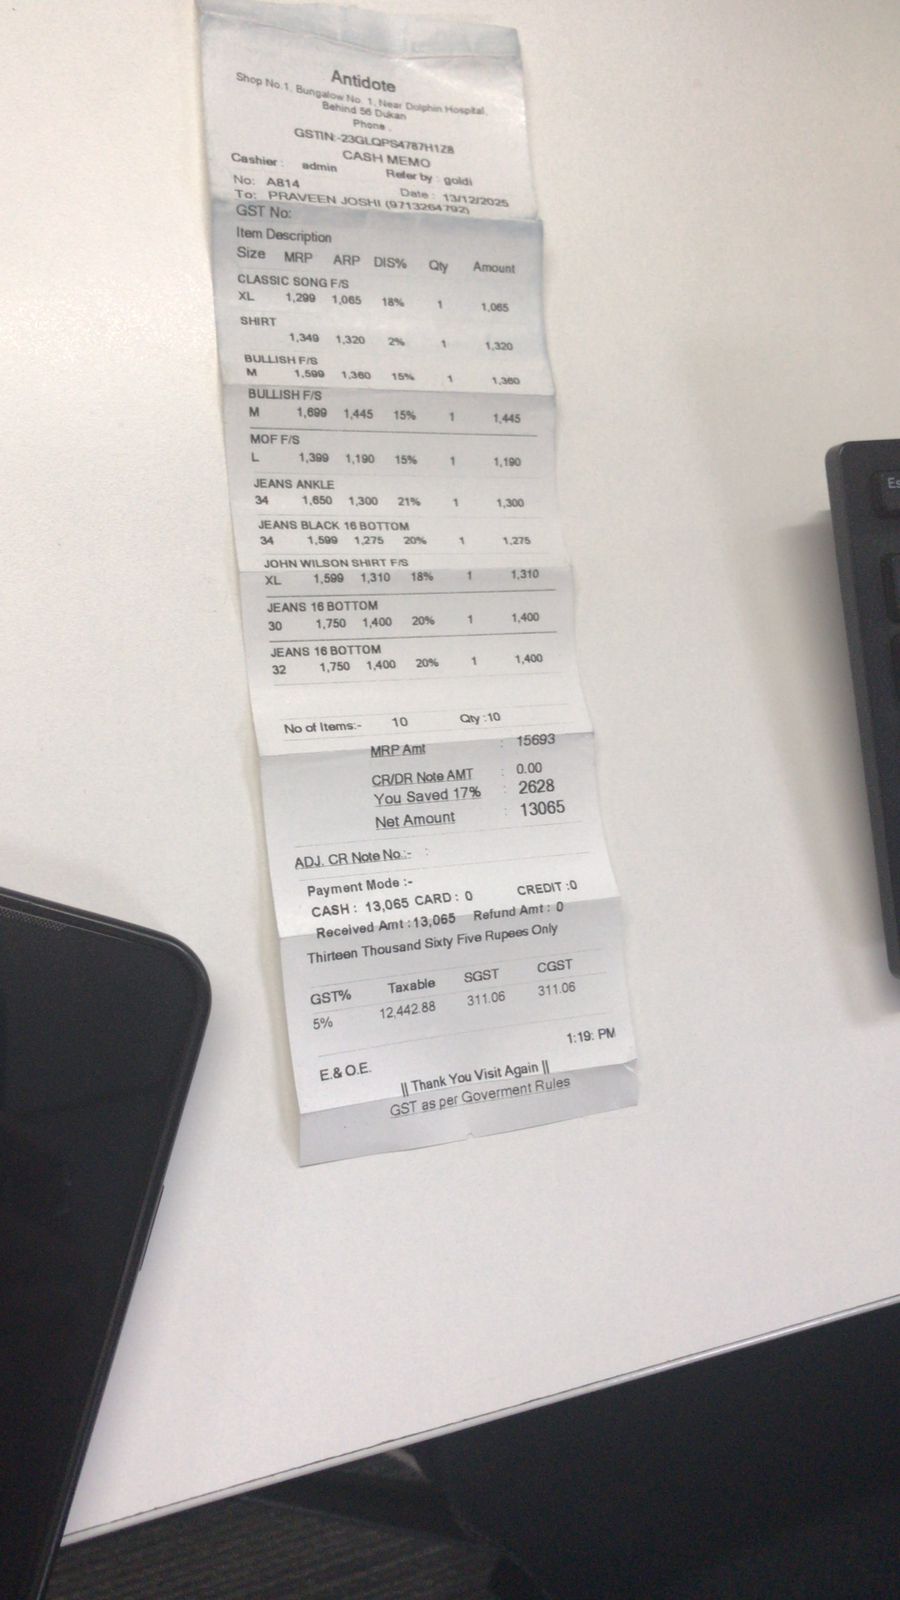 Antidote
Shop No.1, Bungalow No. 1, Near Dolphin Hospital,
Behind 56 Dukan
Phone .
GSTIN:-23GLQPS4787H1Z8
CASH MEMO
Cashier : admin Refer by : goldi
No: A814 Date : 13/12/2025
To: PRAVEEN JOSHI (9713264792)
GST No:
Item Description
Size MRP ARP DIS% Qty Amount
CLASSIC SONG F/S
XL 1,299 1,065 18% 1 1,065
SHIRT
1,349 1,320 2% 1 1,320
BULLISH F/S
M 1,599 1,360 15% 1 1,360
BULLISH F/S
M 1,699 1,445 15% 1 1,445
MOF F/S
L 1,399 1,190 15% 1 1,190
JEANS ANKLE
34 1,650 1,300 21% 1 1,300
JEANS BLACK 16 BOTTOM
34 1,599 1,275 20% 1 1,275
JOHN WILSON SHIRT F/S
XL 1,599 1,310 18% 1 1,310
JEANS 16 BOTTOM
30 1,750 1,400 20% 1 1,400
JEANS 16 BOTTOM
32 1,750 1,400 20% 1 1,400
No of Items:- 10 Qty :10
MRP Amt : 15693
CR/DR Note AMT : 0.00
You Saved 17% : 2628
Net Amount : 13065
ADJ. CR Note No.:- :
Payment Mode :-
CASH : 13,065 CARD : 0 CREDIT :0
Received Amt :13,065 Refund Amt : 0
Thirteen Thousand Sixty Five Rupees Only
GST% Taxable SGST CGST
5% 12,442.88 311.06 311.06
1:19: PM
E.& O.E.
|| Thank You Visit Again ||
GST as per Goverment Rules
Es